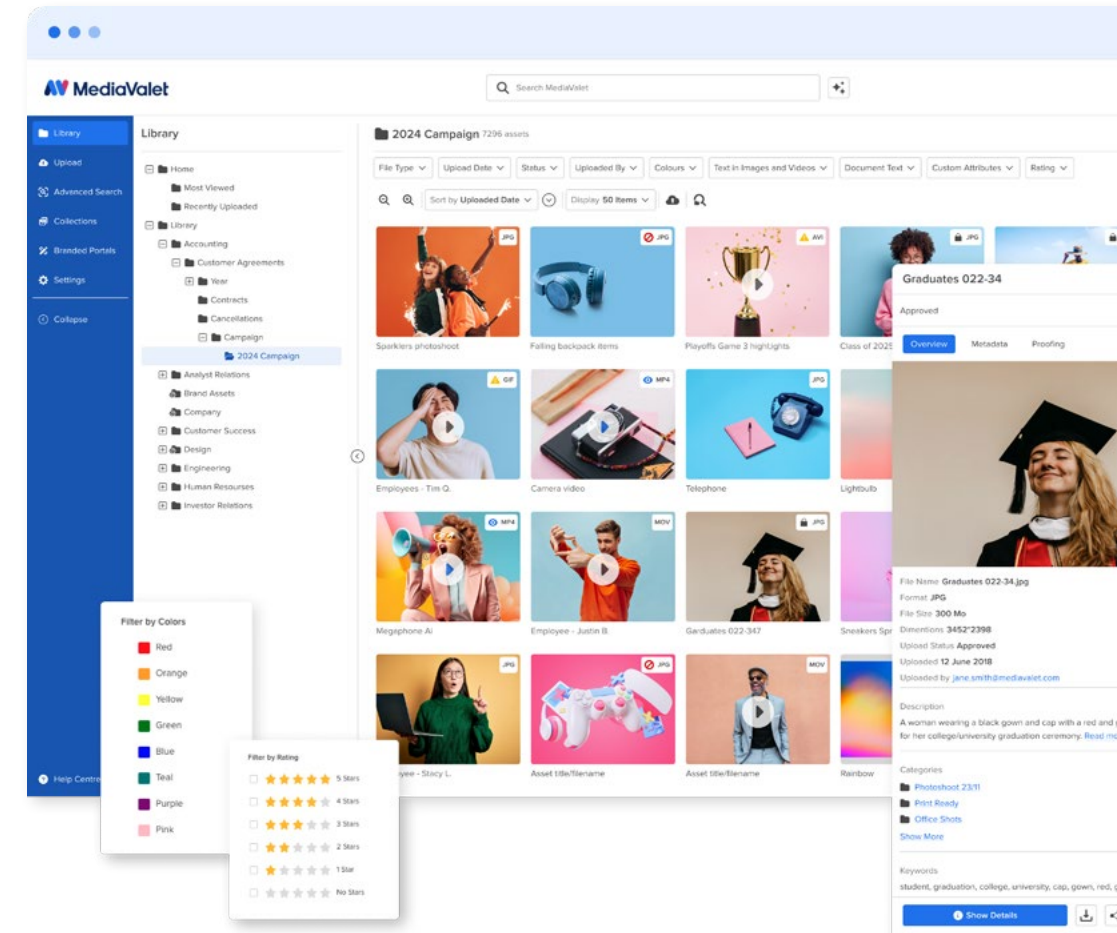 MediaValet
Search MediaValet
Library
Upload
Advanced Search
Collections
Branded Portals
Settings
Collapse
Help Centre
Library
Home
Most Viewed
Recently Uploaded
Library
Accounting
Customer Agreements
Year
Contracts
Cancellations
Campaign
2024 Campaign
Analyst Relations
Brand Assets
Company
Customer Success
Design
Engineering
Human Resourses
Investor Relations
2024 Campaign 7296 assets
File Type Upload Date Status Uploaded By Colours Text in Images and Videos Document Text Custom Attributes Rating
Sort by Uploaded Date Display 50 Items
JPG JPG AVI JPG
Sparklers photoshoot Falling backpack items Playoffs Game 3 hightJghts Class of 2025
GIF MP4 JPG
Employees - Tim Q. Camera video Telephone Lightbulb
MP4 MOV JPG
Megaphone Ai Employee - Justin B. Garduates 022-347 Sneakers Spr
JPG JPG MOV
yee - Stacy L. Asset title/filename Asset title/filename Rainbow
Filter by Colors
Red
Orange
Yellow
Green
Blue
Teal
Purple
Pink
Filter by Rating
5 Stars
4 Stars
3 Stars
2 Stars
1 Star
No Stars
Graduates 022-34
Approved
Overview Metadata Proofing
File Name Graduates 022-34.jpg
Format JPG
File Size 300 Mo
Dimentions 3452*2398
Upload Status Approved
Uploaded 12 June 2018
Uploaded by jane.smith@mediavalet.com
Description
A woman wearing a black gown and cap with a red and g
for her college/university graduation ceremony. Read mo
Categories
Photoshoot 23/11
Print Ready
Office Shots
Show More
Keywords
student, graduation, college, university, cap, gown, red, g
Show Details